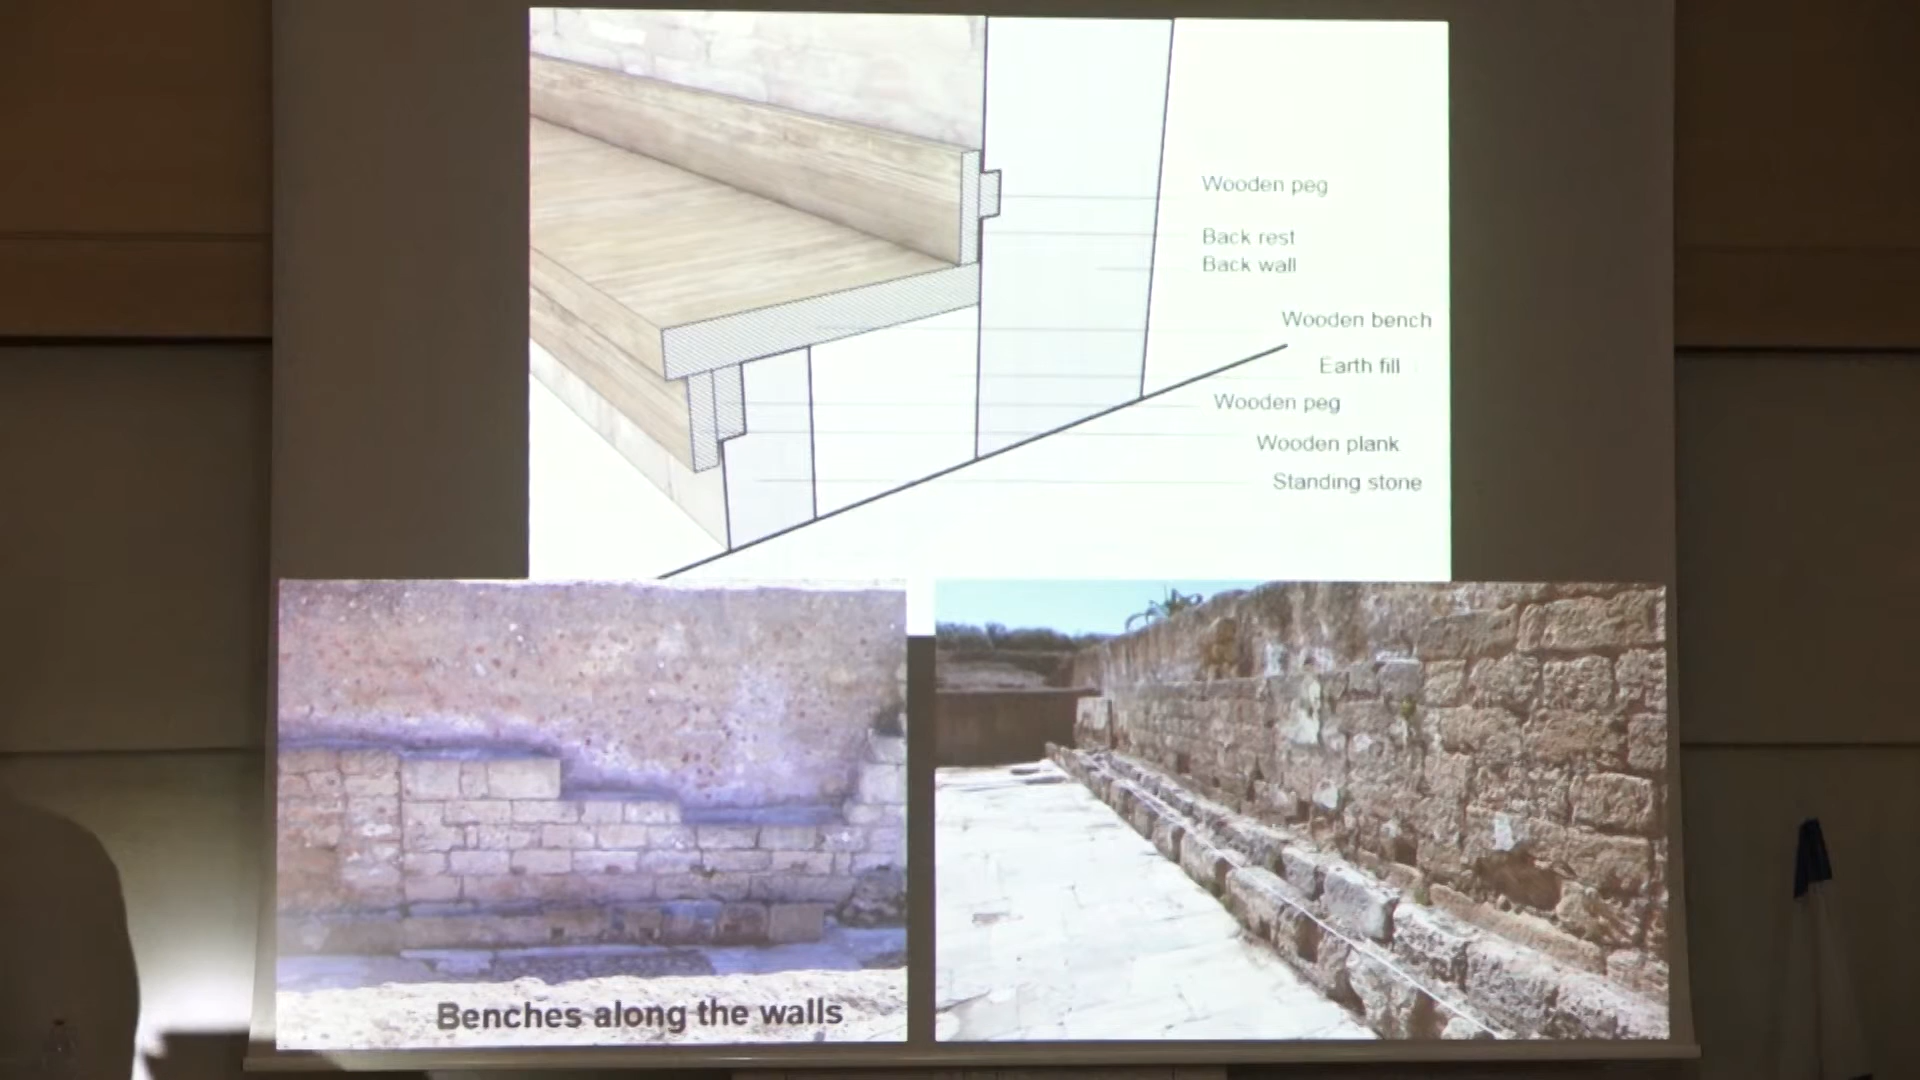 Wooden peg
Back rest
Back wall
Wooden bench
Earth fill
Wooden peg
Wooden plank
Standing stone
Benches along the walls